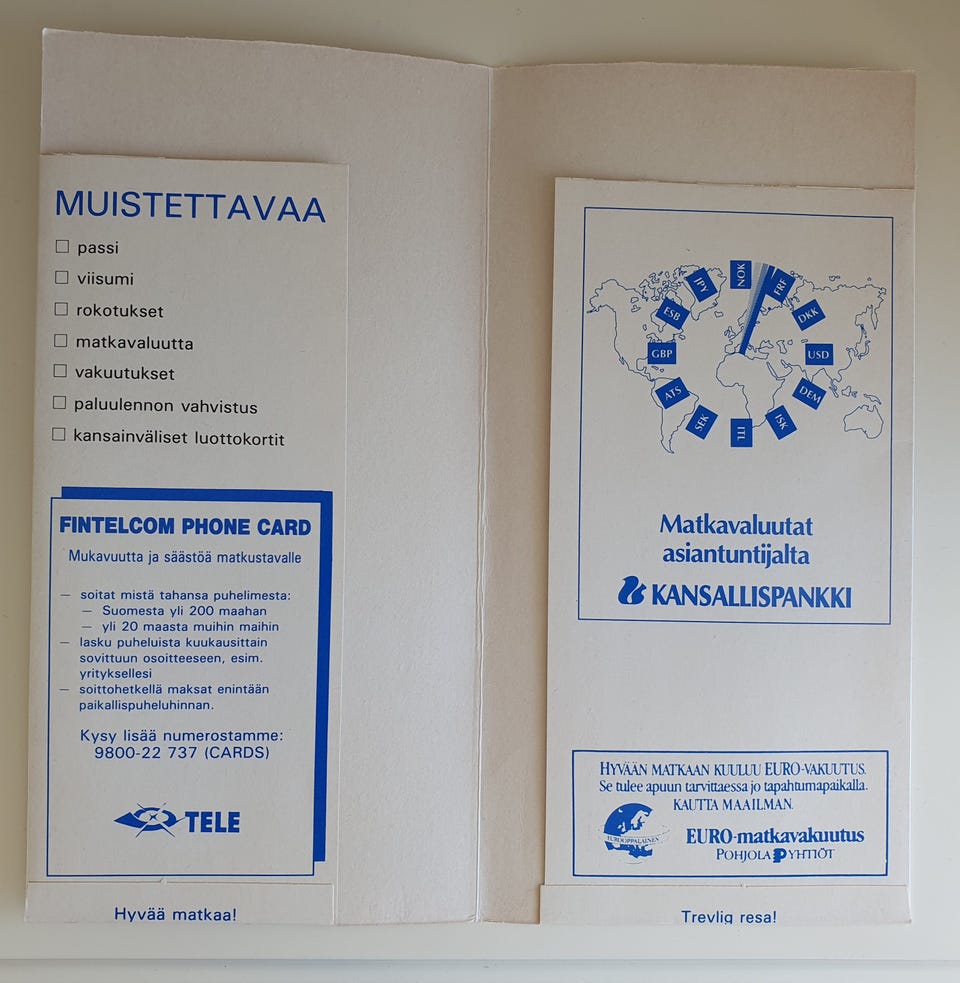 MUISTETTAVAA
passi
viisumi
rokotukset
matkavaluutta
vakuutukset
paluulennon vahvistus
kansainväliset luottokortit
FINTELCOM PHONE CARD
Mukavuutta ja säästöä matkustavalle
— soitat mistä tahansa puhelimesta:
— Suomesta yli 200 maahan
— yli 20 maasta muihin maihin
— lasku puheluista kuukausittain
sovittuun osoitteeseen, esim.
yrityksellesi
— soittohetkellä maksat enintään
paikallispuheluhinnan.
Kysy lisää numerostamme:
9800-22 737 (CARDS)
TELE
Hyvää matkaa!
NOK
FRF
DKK
USD
DEM
ISK
ITL
SEK
ATS
GBP
ESB
JPY
Matkavaluutat
asiantuntijalta
KANSALLISPANKKI
HYVÄÄN MATKAAN KUULUU EURO-VAKUUTUS.
Se tulee apuun tarvittaessa jo tapahtumapaikalla.
KAUTTA MAAILMAN.
EUROOPPALAINEN
EURO-matkavakuutus
POHJOLA PYHTIÖT
Trevlig resa!